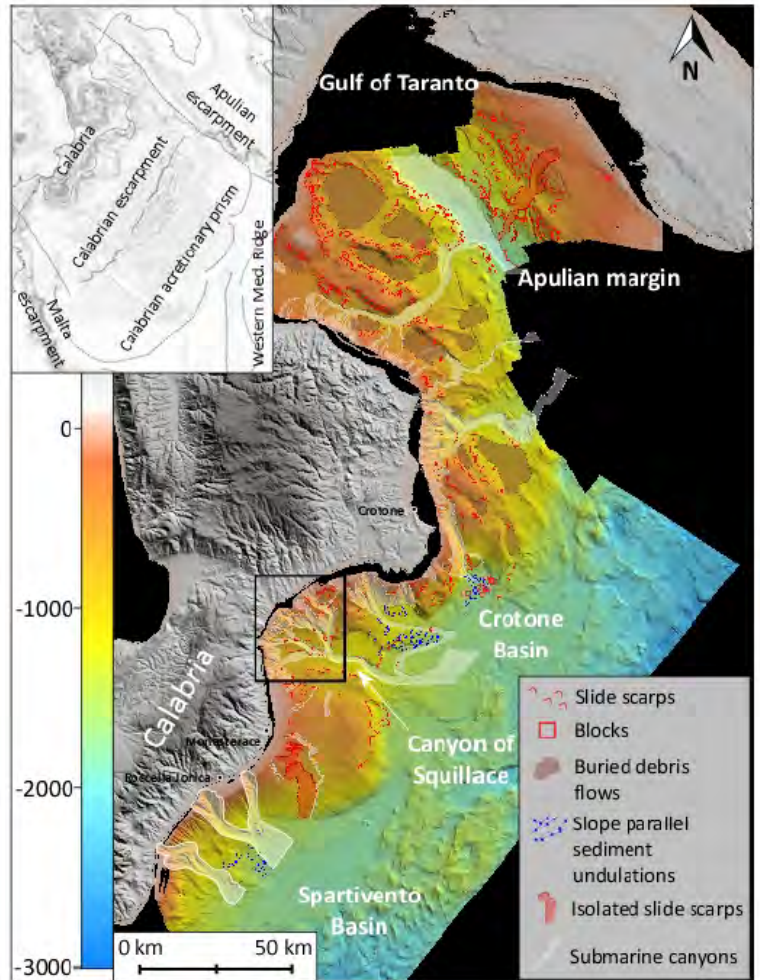 Apulian
escarpment
Calabria
Calabrian escarpment
Calabrian acretionary prism
Malta
escarpment
Western Med. Ridge
Gulf of Taranto
N
Apulian margin
0
-1000
-2000
-3000
Crotone
Crotone
Basin
Calabria
Canyon of
Squillace
Monasterace
Roccella Jonica
Spartivento
Basin
0 km
50 km
Slide scarps
Blocks
Buried debris
flows
Slope parallel
sediment
undulations
Isolated slide scarps
Submarine canyons